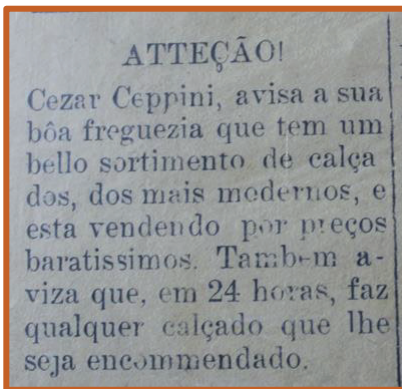 ATTEÇÃO!
Cezar Ceppini, avisa a sua
bôa freguezia que tem um
bello sortimento de calça
dos, dos mais modernos, e
esta vendendo por preços
baratissimos. Tambem a-
viza que, em 24 horas, faz
qualquer calçado que lhe
seja encommendado.